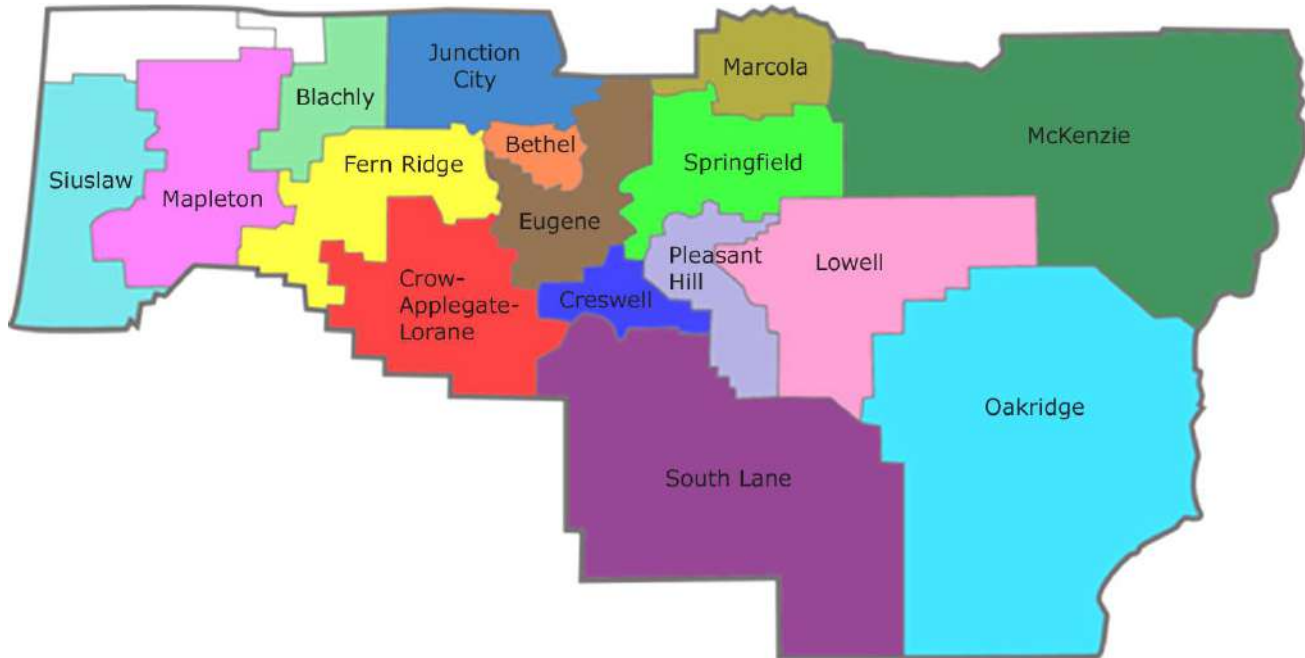 Junction
City
Marcola
Blachly
McKenzie
Bethel
Fern Ridge
Springfield
Siuslaw
Mapleton
Eugene
Pleasant
Hill
Lowell
Crow-
Applegate-
Lorane
Creswell
Oakridge
South Lane